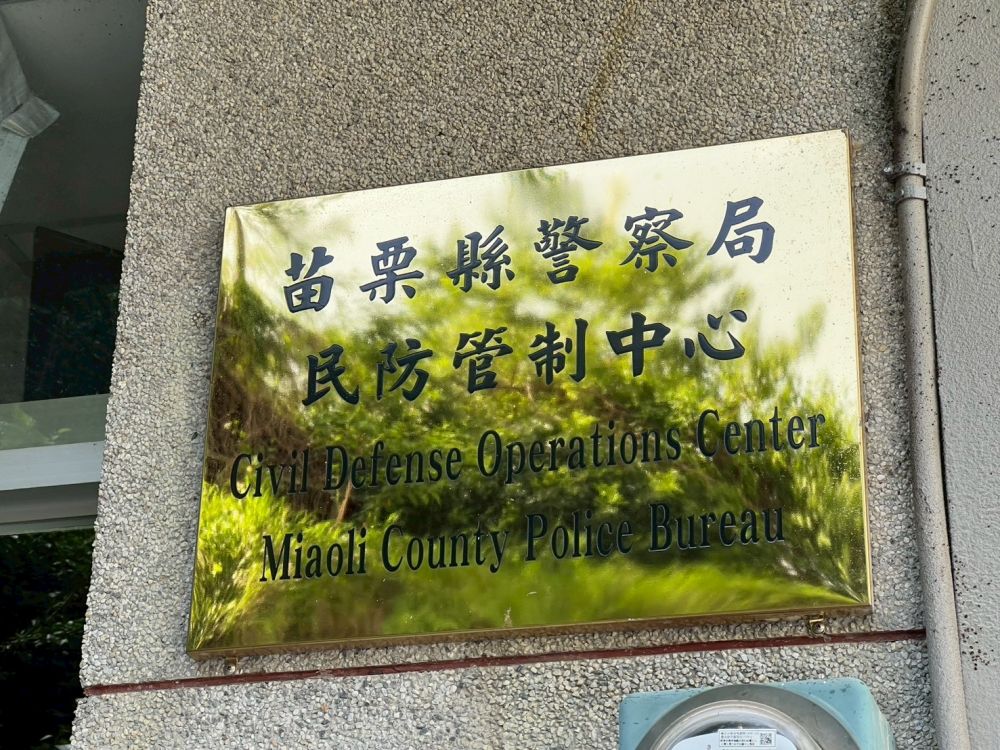 苗栗縣警察局
民防管制中心
Civil Defense Operations Center
Miaoli County Police Bureau